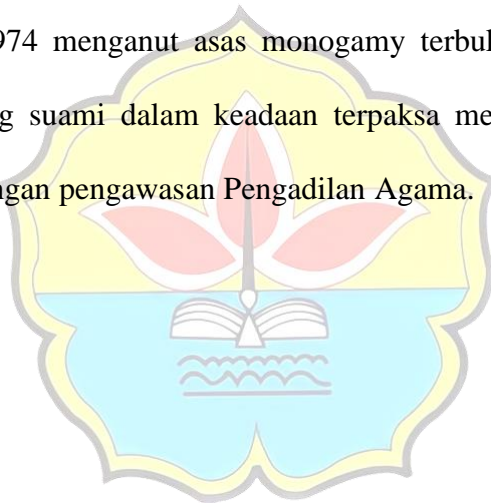 974 menganut asas monogamy terbul
g suami dalam keadaan terpaksa me
ngan pengawasan Pengadilan Agama.